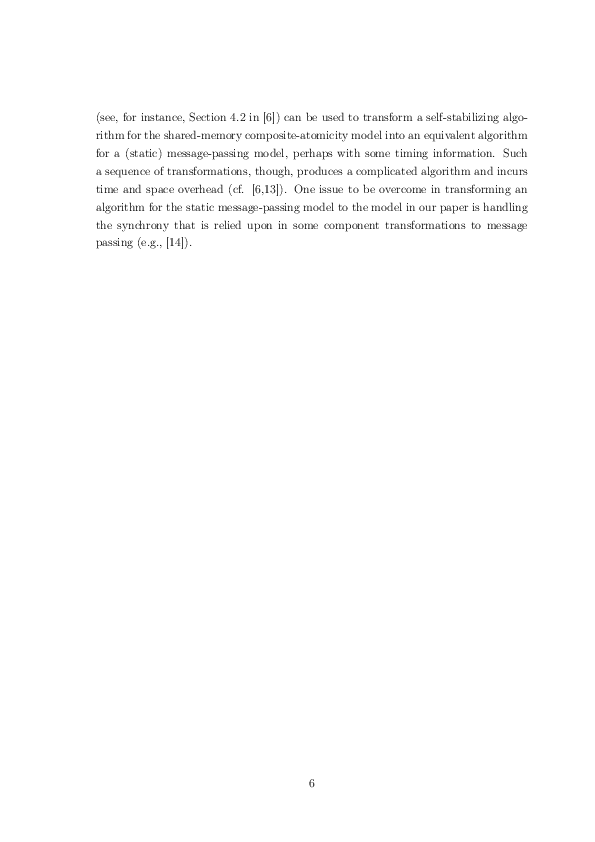 (see, for instance, Section 4.2 in [6]) can be used to transform a self-stabilizing algo-
rithm for the shared-memory composite-atomicity model into an equivalent algorithm
for a (static) message-passing model, perhaps with some timing information. Such
a sequence of transformations, though, produces a complicated algorithm and incurs
time and space overhead (cf. [6,13]). One issue to be overcome in transforming an
algorithm for the static message-passing model to the model in our paper is handling
the synchrony that is relied upon in some component transformations to message
passing (e.g., [14]).
6